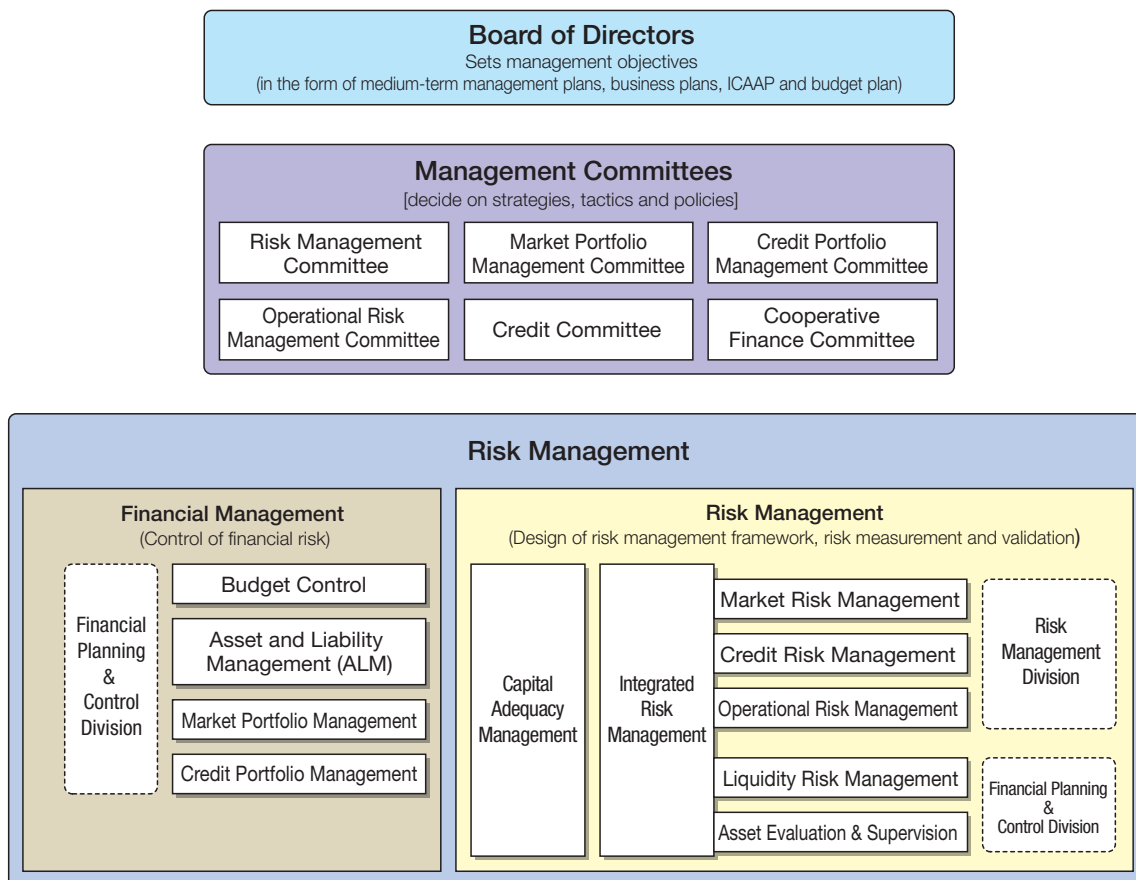 Board of Directors
Sets management objectives
(in the form of medium-term management plans, business plans, ICAAP and budget plan)
Management Committees
[decide on strategies, tactics and policies]
Risk Management
Committee
Market Portfolio
Management Committee
Credit Portfolio
Management Committee
Operational Risk
Management Committee
Credit Committee
Cooperative
Finance Committee
Risk Management
Financial Management
(Control of financial risk)
Financial
Planning
&
Control
Division
Budget Control
Asset and Liability
Management (ALM)
Market Portfolio Management
Credit Portfolio Management
Risk Management
(Design of risk management framework, risk measurement and validation)
Capital
Adequacy
Management
Integrated
Risk
Management
Market Risk Management
Credit Risk Management
Operational Risk Management
Liquidity Risk Management
Asset Evaluation & Supervision
Risk
Management
Division
Financial Planning
&
Control Division